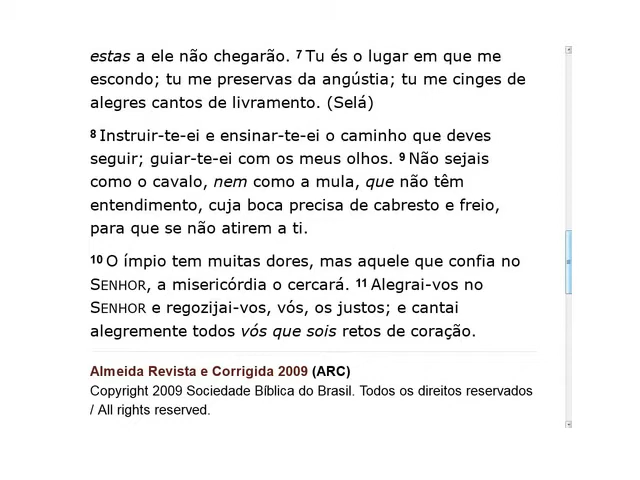 estas a ele não chegarão. 7 Tu és o lugar em que me
escondo; tu me preservas da angústia; tu me cinges de
alegres cantos de livramento. (Selá)
8 Instruir-te-ei e ensinar-te-ei o caminho que deves
seguir; guiar-te-ei com os meus olhos. 9 Não sejais
como o cavalo, nem como a mula, que não têm
entendimento, cuja boca precisa de cabresto e freio,
para que se não atirem a ti.
10 O ímpio tem muitas dores, mas aquele que confia no
SENHOR, a misericórdia o cercará. 11 Alegrai-vos no
SENHOR e regozijai-vos, vós, os justos; e cantai
alegremente todos vós que sois retos de coração.
Almeida Revista e Corrigida 2009 (ARC)
Copyright 2009 Sociedade Bíblica do Brasil. Todos os direitos reservados
/ All rights reserved.